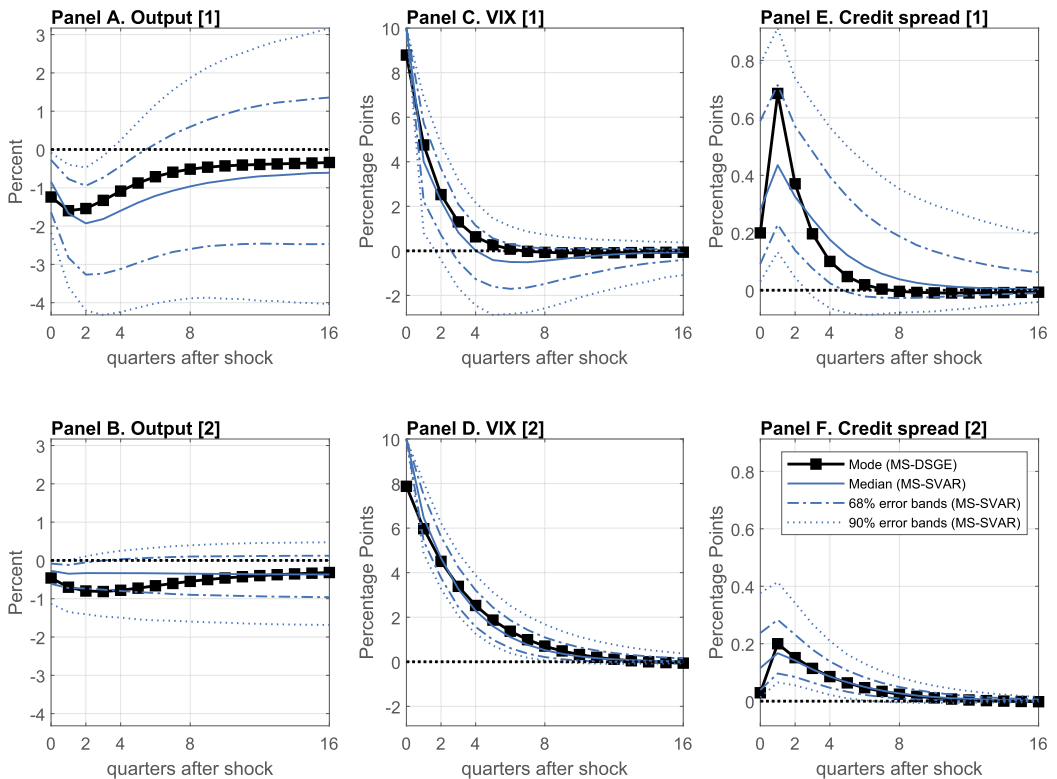 Panel A. Output [1]
3
2
1
0
-1
-2
-3
-4
Percent
0 2 4 8 16
quarters after shock
Panel C. VIX [1]
10
8
6
4
2
0
-2
Percentage Points
0 2 4 8 16
quarters after shock
Panel E. Credit spread [1]
0.8
0.6
0.4
0.2
0
Percentage Points
0 2 4 8 16
quarters after shock
Panel B. Output [2]
3
2
1
0
-1
-2
-3
-4
Percent
0 2 4 8 16
quarters after shock
Panel D. VIX [2]
10
8
6
4
2
0
-2
Percentage Points
0 2 4 8 16
quarters after shock
Panel F. Credit spread [2]
Mode (MS-DSGE)
Median (MS-SVAR)
68% error bands (MS-SVAR)
90% error bands (MS-SVAR)
0.8
0.6
0.4
0.2
0
Percentage Points
0 2 4 8 16
quarters after shock